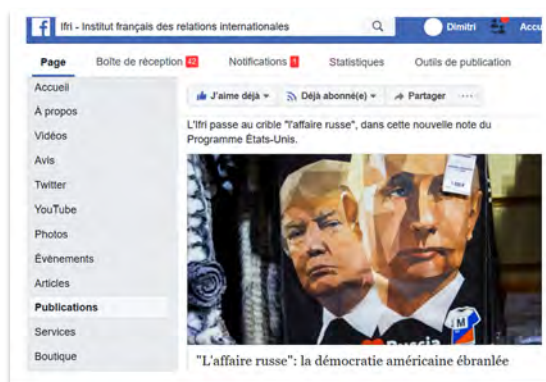 f Ifri - Institut français des relations internationales Dimitri Accu
Page Boîte de réception 42 Notifications 1 Statistiques Outils de publication
Accueil
À propos
Vidéos
Avis
Twitter
YouTube
Photos
Évènements
Articles
Publications
Services
Boutique
J'aime déjà Déjà abonné(e) Partager ...
L'Ifri passe au crible "l'affaire russe", dans cette nouvelle note du
Programme États-Unis.
M
Russia
"L'affaire russe": la démocratie américaine ébranlée